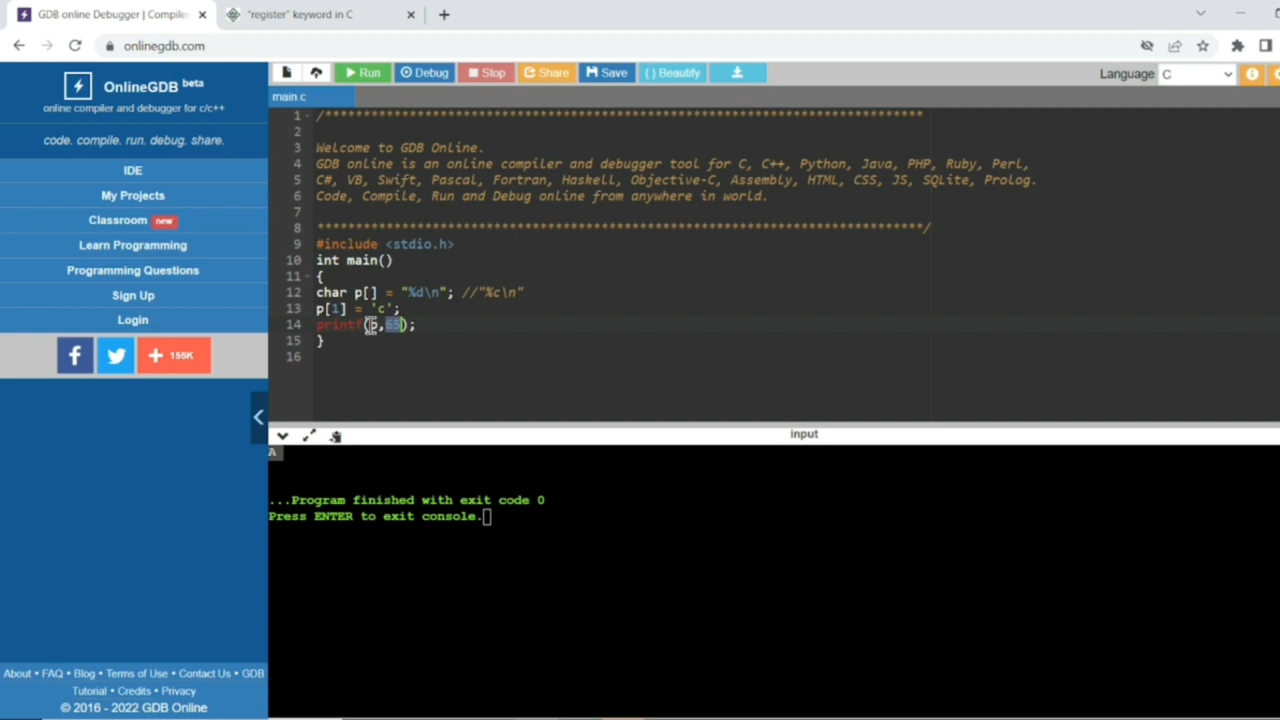 GDB online Debugger | Compiler
"register" keyword in C
onlinegdb.com
OnlineGDB beta
online compiler and debugger for c/c++
code. compile. run. debug. share.
IDE
My Projects
Classroom new
Learn Programming
Programming Questions
Sign Up
Login
155K
About • FAQ • Blog • Terms of Use • Contact Us • GDB
Tutorial • Credits • Privacy
© 2016 - 2022 GDB Online
Run Debug Stop Share Save { } Beautify
Language C
main.c
1 /******************************************************************************
2
3 Welcome to GDB Online.
4 GDB online is an online compiler and debugger tool for C, C++, Python, Java, PHP, Ruby, Perl,
5 C#, VB, Swift, Pascal, Fortran, Haskell, Objective-C, Assembly, HTML, CSS, JS, SQLite, Prolog.
6 Code, Compile, Run and Debug online from anywhere in world.
7
8 *******************************************************************************/
9 #include <stdio.h>
10 int main()
11 {
12 char p[] = "%d\n"; //"%c\n"
13 p[1] = 'c';
14 printf(p,65);
15 }
16
input
A
...Program finished with exit code 0
Press ENTER to exit console.